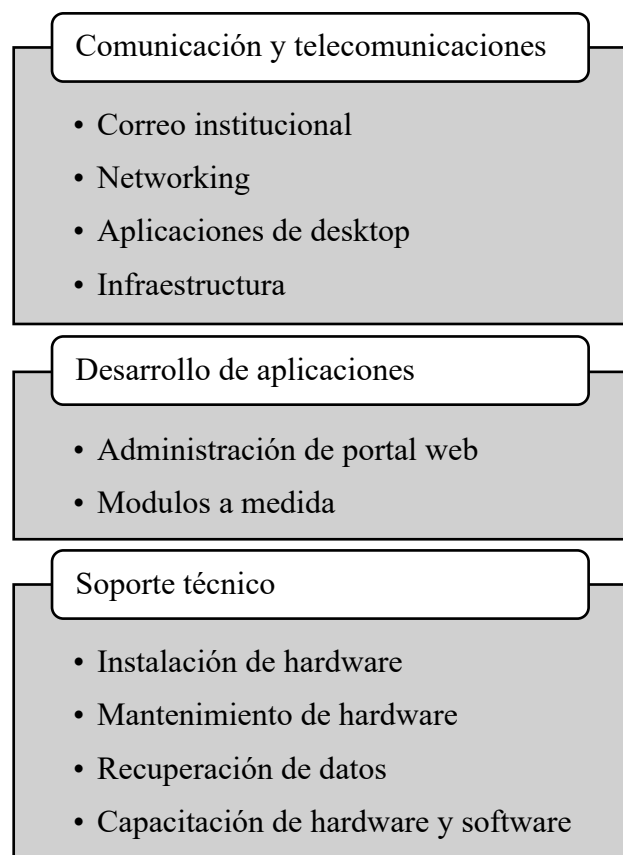 Comunicación y telecomunicaciones
• Correo institucional
• Networking
• Aplicaciones de desktop
• Infraestructura
Desarrollo de aplicaciones
• Administración de portal web
• Modulos a medida
Soporte técnico
• Instalación de hardware
• Mantenimiento de hardware
• Recuperación de datos
• Capacitación de hardware y software